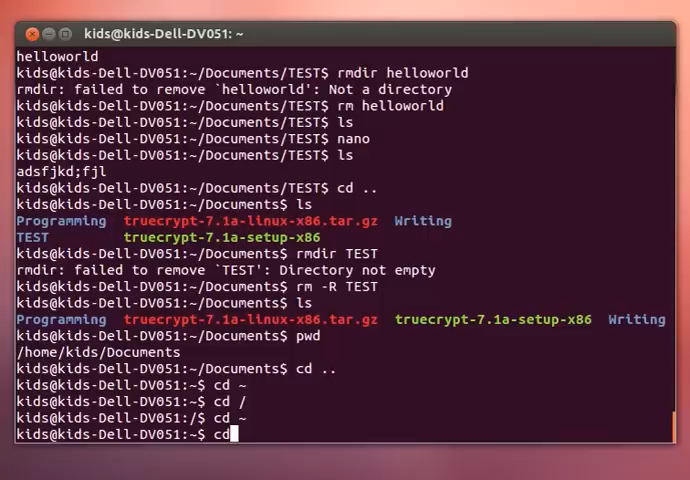 kids@kids-Dell-DV051: ~
helloworld
kids@kids-Dell-DV051:~/Documents/TEST$ rmdir helloworld
rmdir: failed to remove `helloworld': Not a directory
kids@kids-Dell-DV051:~/Documents/TEST$ rm helloworld
kids@kids-Dell-DV051:~/Documents/TEST$ ls
kids@kids-Dell-DV051:~/Documents/TEST$ nano
kids@kids-Dell-DV051:~/Documents/TEST$ ls
adsfjkd;fjl
kids@kids-Dell-DV051:~/Documents/TEST$ cd ..
kids@kids-Dell-DV051:~/Documents$ ls
Programming  truecrypt-7.1a-linux-x86.tar.gz  Writing
TEST         truecrypt-7.1a-setup-x86
kids@kids-Dell-DV051:~/Documents$ rmdir TEST
rmdir: failed to remove `TEST': Directory not empty
kids@kids-Dell-DV051:~/Documents$ rm -R TEST
kids@kids-Dell-DV051:~/Documents$ ls
Programming  truecrypt-7.1a-linux-x86.tar.gz  truecrypt-7.1a-setup-x86  Writing
kids@kids-Dell-DV051:~/Documents$ pwd
/home/kids/Documents
kids@kids-Dell-DV051:~/Documents$ cd ..
kids@kids-Dell-DV051:~$ cd ~
kids@kids-Dell-DV051:~$ cd /
kids@kids-Dell-DV051:/$ cd ~
kids@kids-Dell-DV051:~$ cd